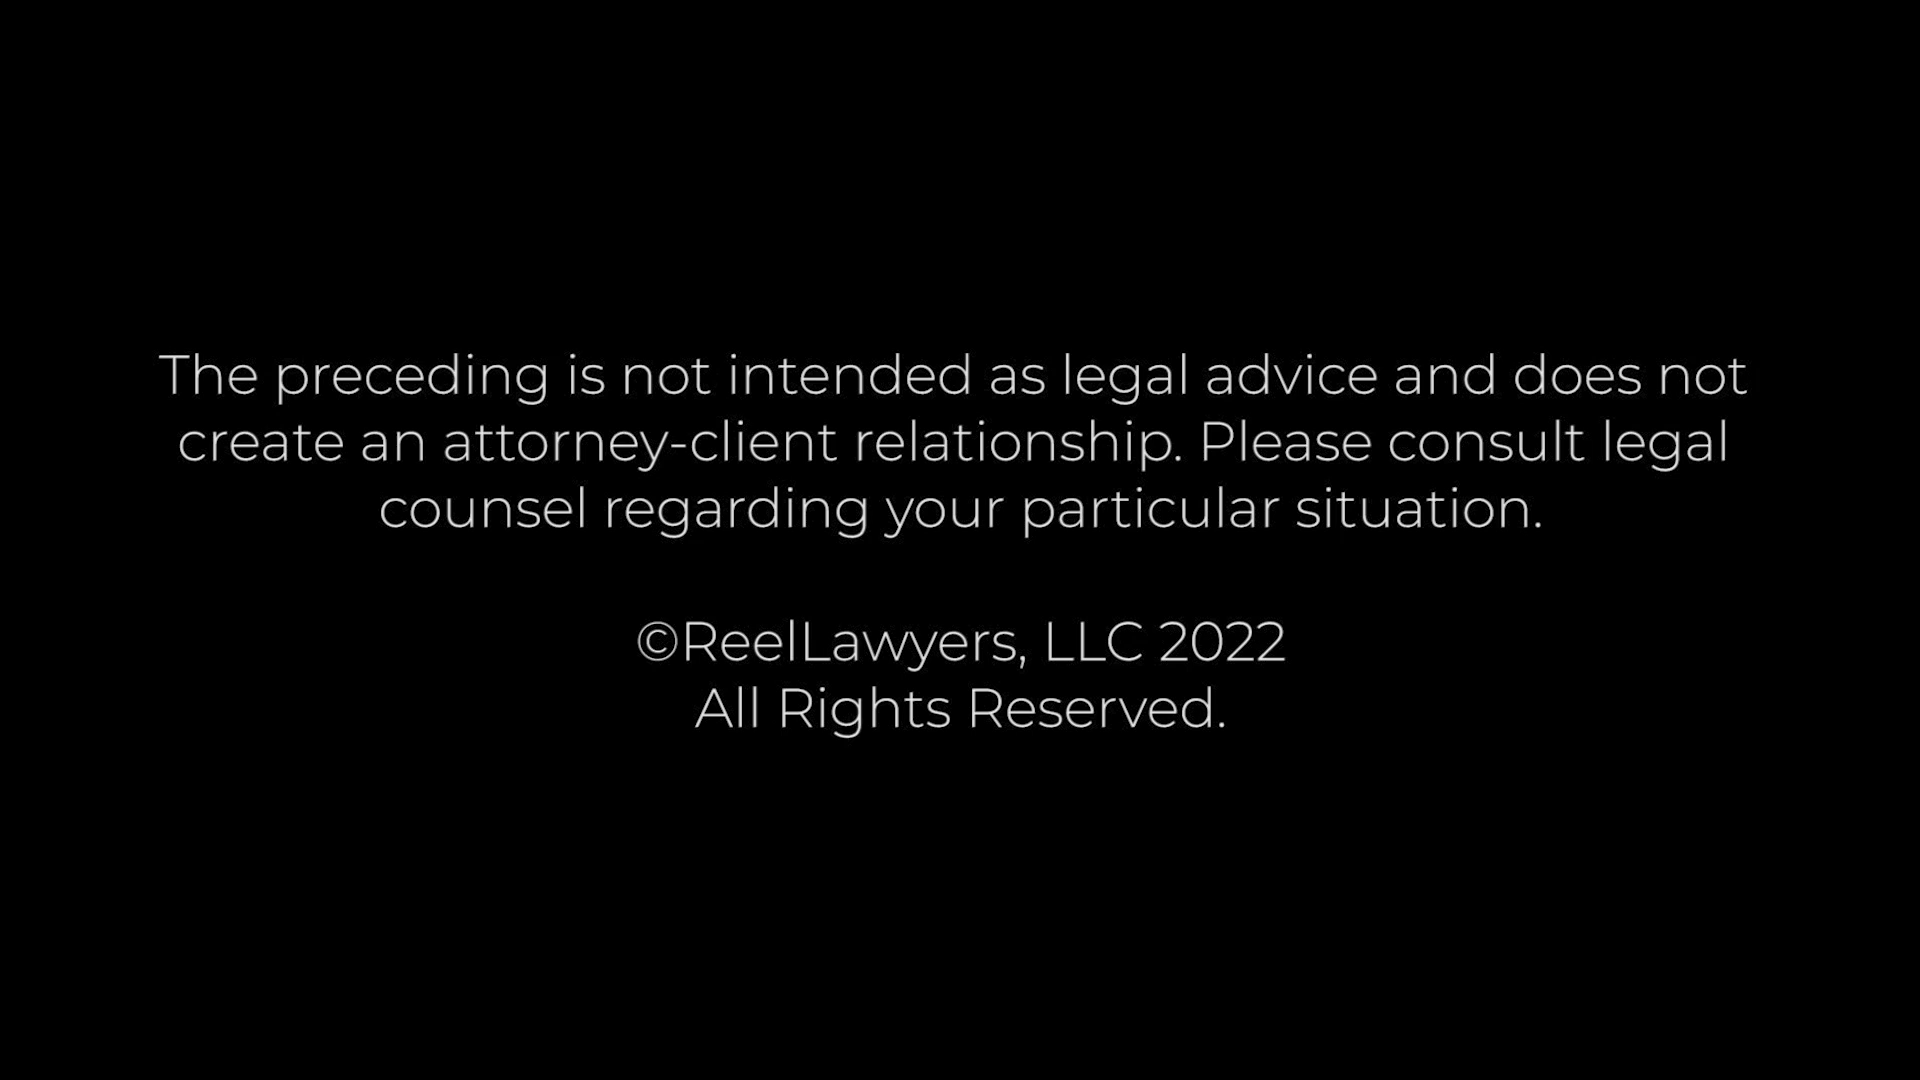 The preceding is not intended as legal advice and does not
create an attorney-client relationship. Please consult legal
counsel regarding your particular situation.
©ReelLawyers, LLC 2022
All Rights Reserved.